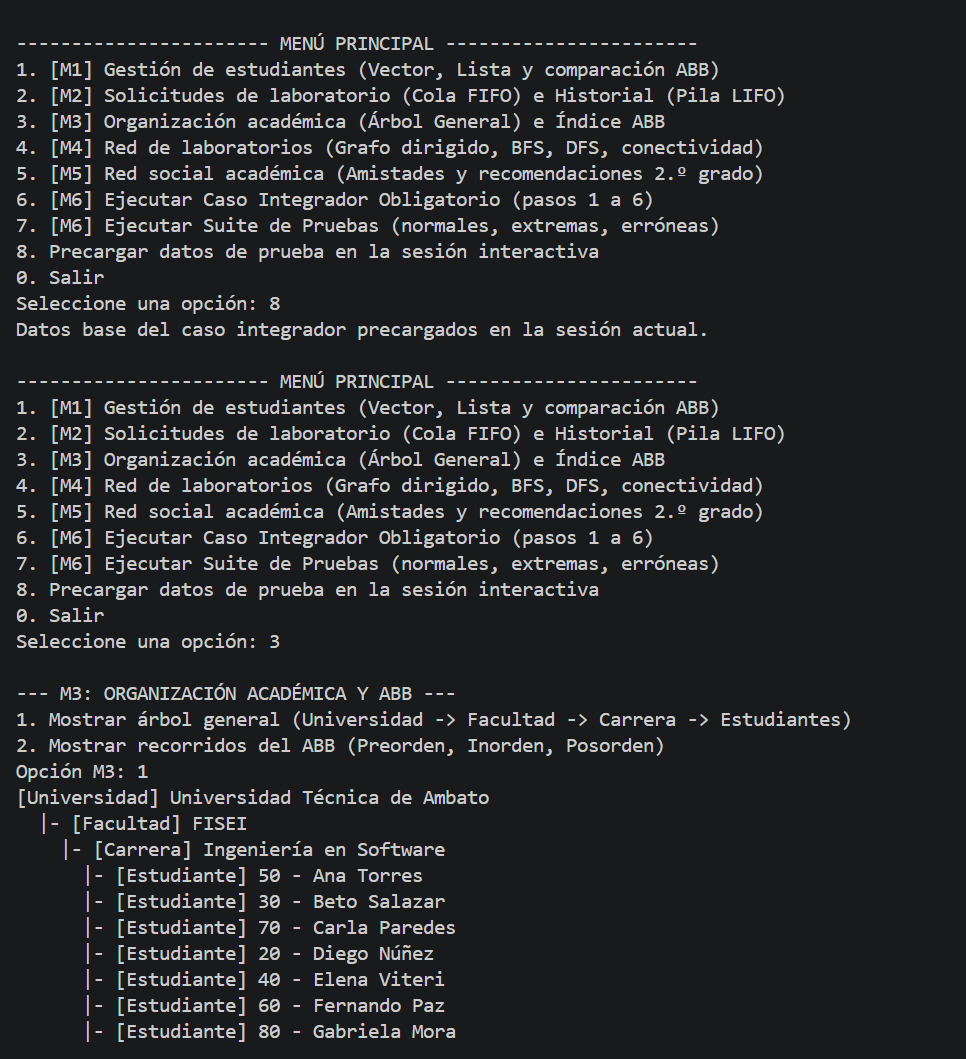 ----------------------- MENÚ PRINCIPAL -----------------------
1. [M1] Gestión de estudiantes (Vector, Lista y comparación ABB)
2. [M2] Solicitudes de laboratorio (Cola FIFO) e Historial (Pila LIFO)
3. [M3] Organización académica (Árbol General) e Índice ABB
4. [M4] Red de laboratorios (Grafo dirigido, BFS, DFS, conectividad)
5. [M5] Red social académica (Amistades y recomendaciones 2.º grado)
6. [M6] Ejecutar Caso Integrador Obligatorio (pasos 1 a 6)
7. [M6] Ejecutar Suite de Pruebas (normales, extremas, erróneas)
8. Precargar datos de prueba en la sesión interactiva
0. Salir
Seleccione una opción: 8
Datos base del caso integrador precargados en la sesión actual.

----------------------- MENÚ PRINCIPAL -----------------------
1. [M1] Gestión de estudiantes (Vector, Lista y comparación ABB)
2. [M2] Solicitudes de laboratorio (Cola FIFO) e Historial (Pila LIFO)
3. [M3] Organización académica (Árbol General) e Índice ABB
4. [M4] Red de laboratorios (Grafo dirigido, BFS, DFS, conectividad)
5. [M5] Red social académica (Amistades y recomendaciones 2.º grado)
6. [M6] Ejecutar Caso Integrador Obligatorio (pasos 1 a 6)
7. [M6] Ejecutar Suite de Pruebas (normales, extremas, erróneas)
8. Precargar datos de prueba en la sesión interactiva
0. Salir
Seleccione una opción: 3

--- M3: ORGANIZACIÓN ACADÉMICA Y ABB ---
1. Mostrar árbol general (Universidad -> Facultad -> Carrera -> Estudiantes)
2. Mostrar recorridos del ABB (Preorden, Inorden, Posorden)
Opción M3: 1
[Universidad] Universidad Técnica de Ambato
  |- [Facultad] FISEI
    |- [Carrera] Ingeniería en Software
      |- [Estudiante] 50 - Ana Torres
      |- [Estudiante] 30 - Beto Salazar
      |- [Estudiante] 70 - Carla Paredes
      |- [Estudiante] 20 - Diego Núñez
      |- [Estudiante] 40 - Elena Viteri
      |- [Estudiante] 60 - Fernando Paz
      |- [Estudiante] 80 - Gabriela Mora